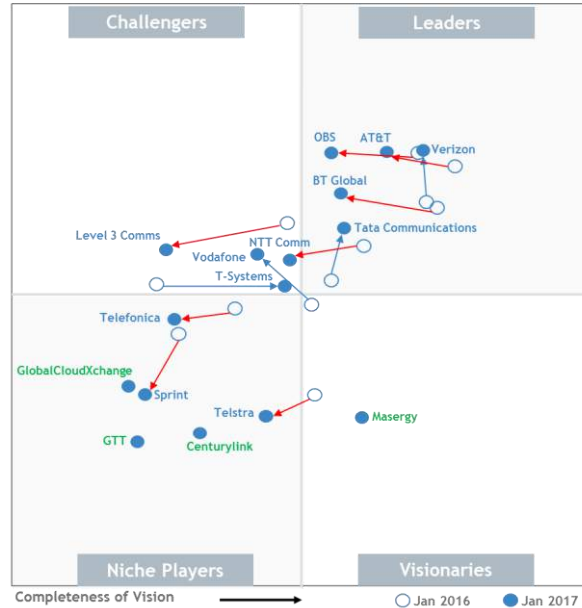 Challengers
Leaders
OBS
AT&T
Verizon
BT Global
Level 3 Comms
NTT Comm
Tata Communications
Vodafone
T-Systems
Telefonica
GlobalCloudXchange
Sprint
Telstra
Masergy
GTT
Centurylink
Niche Players
Visionaries
Completeness of Vision
Jan 2016
Jan 2017